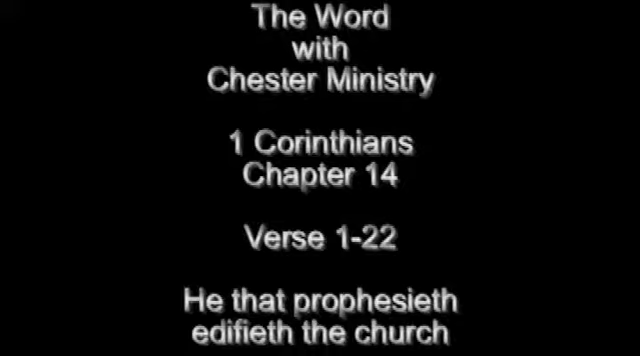 The Word
with
Chester Ministry
1 Corinthians
Chapter 14
Verse 1-22
He that prophesieth
edifieth the church